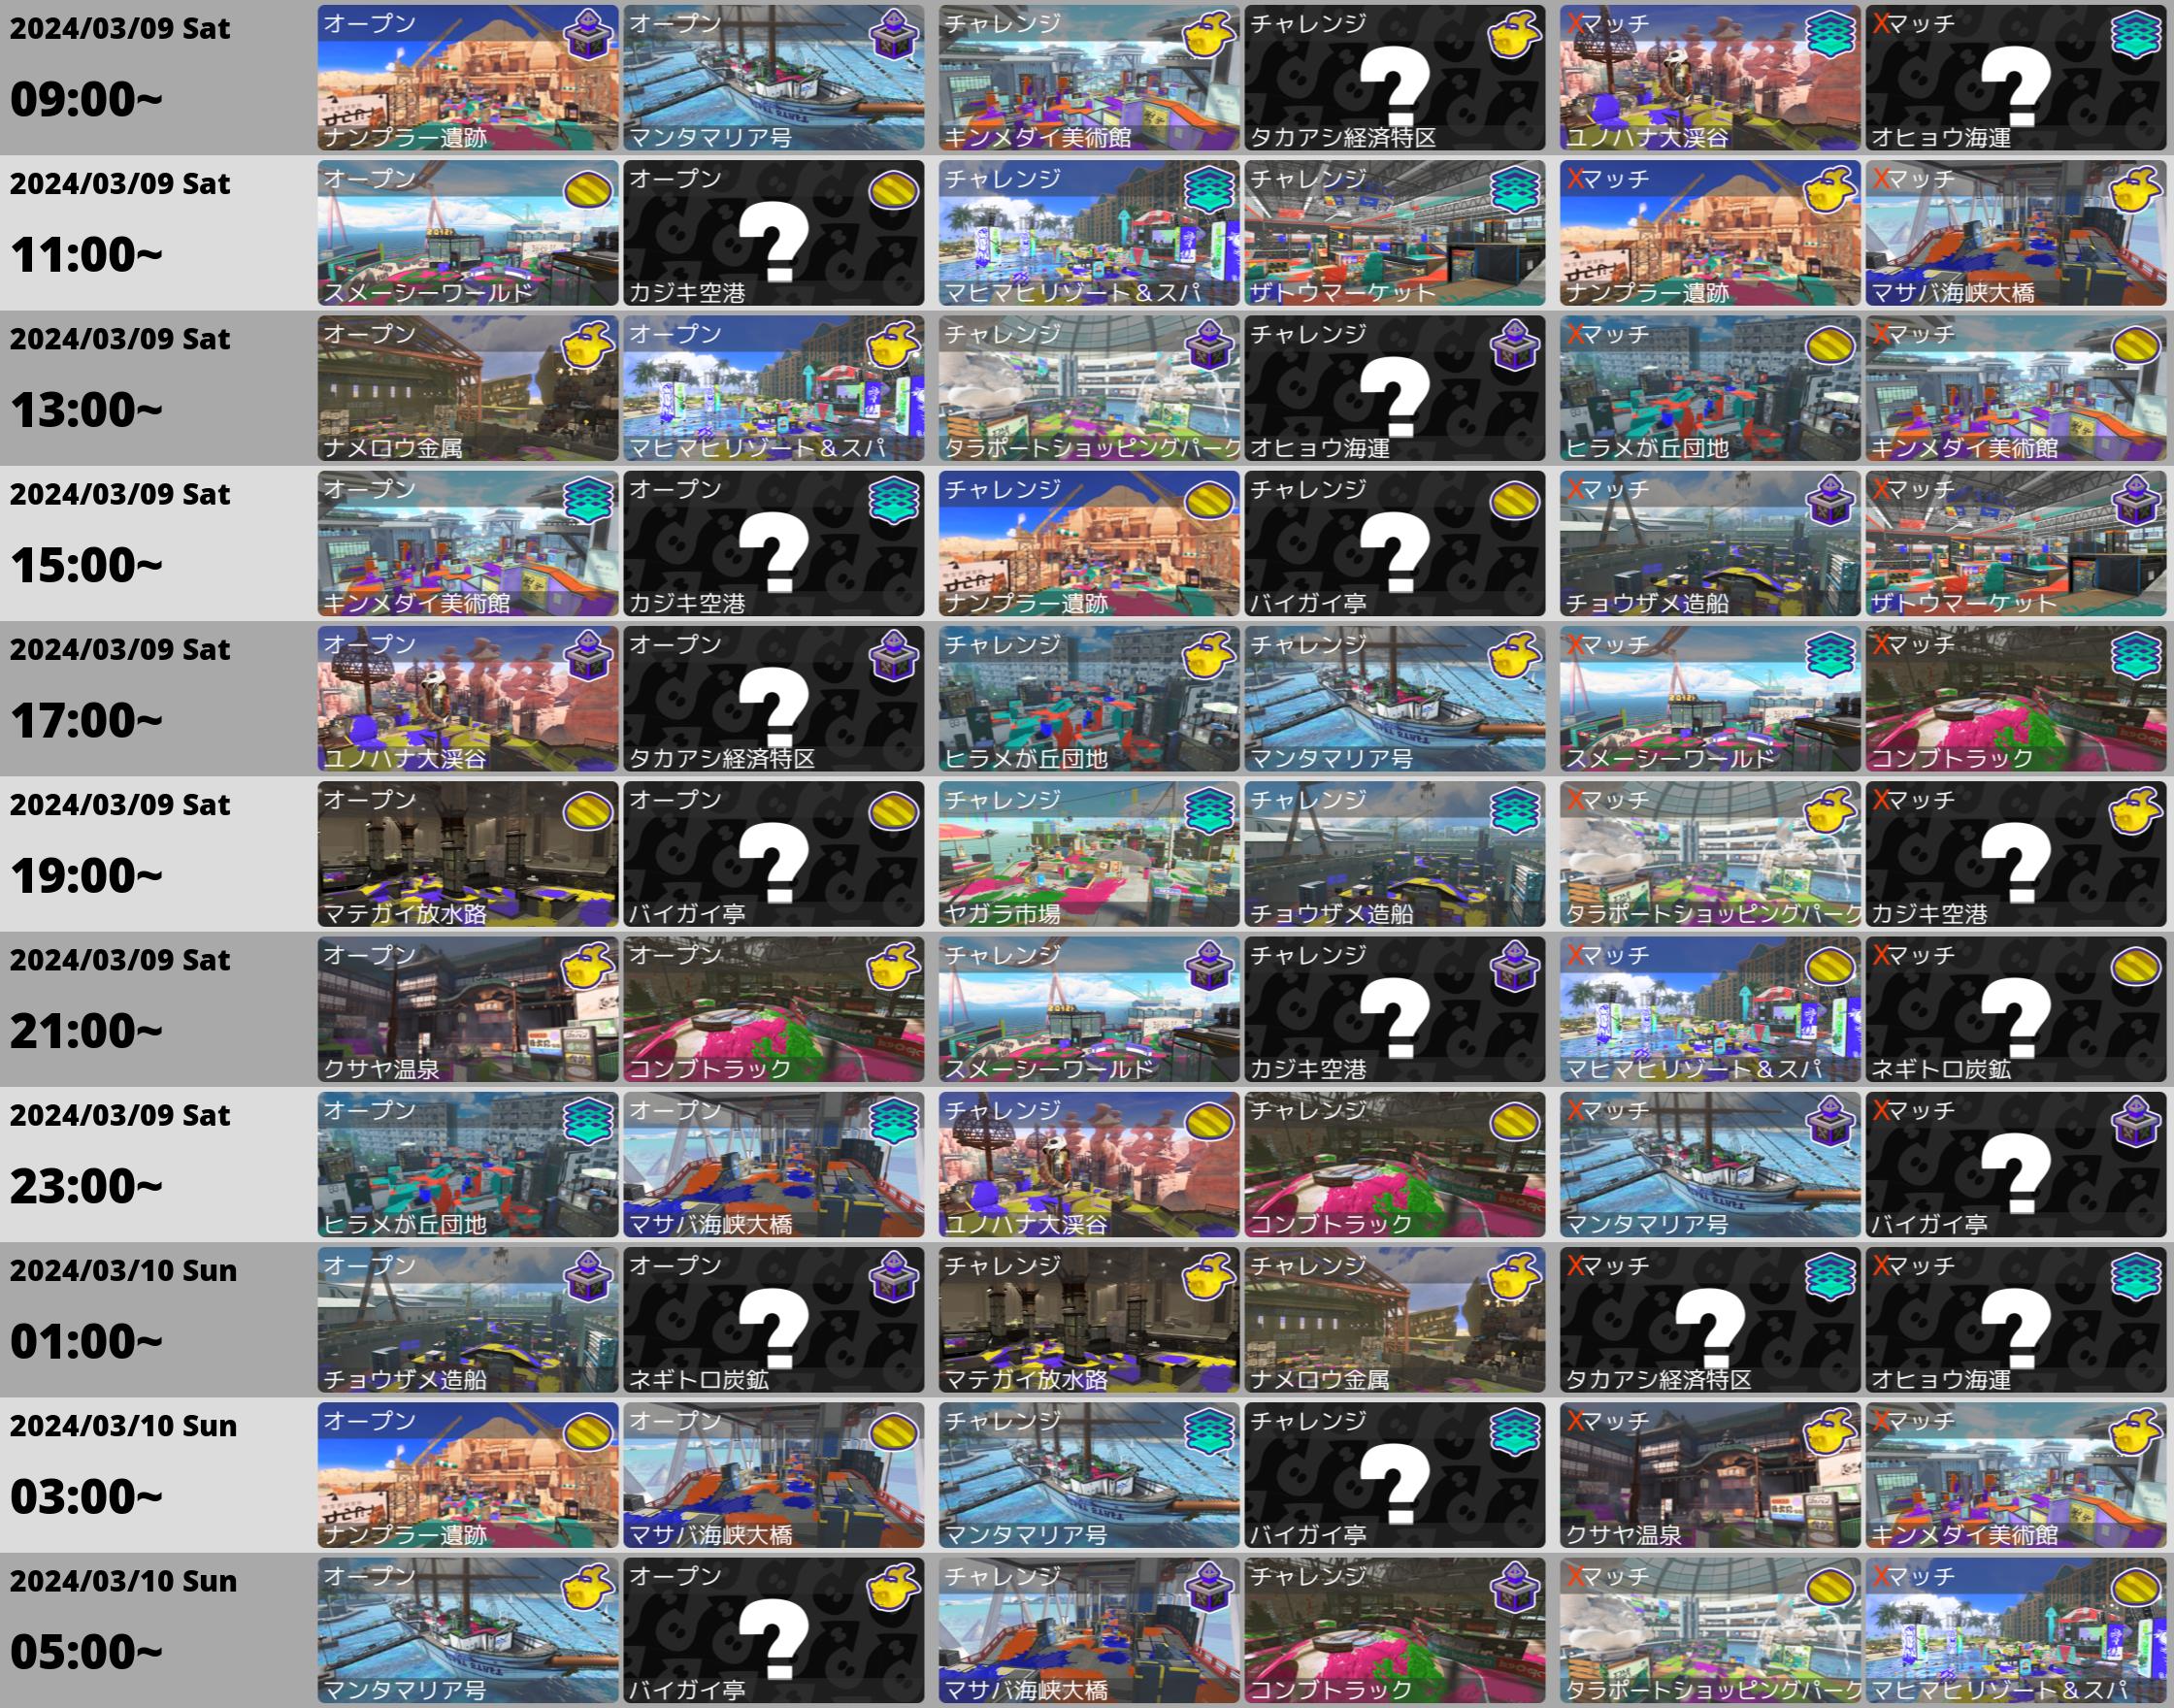 2024/03/09 Sat
09:00~
オープン
ナンプラー遺跡
オープン
マンタマリア号
チャレンジ
キンメダイ美術館
チャレンジ
タカアシ経済特区
Xマッチ
ユノハナ大渓谷
Xマッチ
オヒョウ海運
2024/03/09 Sat
11:00~
オープン
スメーシーワールド
オープン
カジキ空港
チャレンジ
マヒマヒリゾート＆スパ
チャレンジ
ザトウマーケット
Xマッチ
ナンプラー遺跡
Xマッチ
マサバ海峡大橋
2024/03/09 Sat
13:00~
オープン
ナメロウ金属
オープン
マヒマヒリゾート＆スパ
チャレンジ
タラポートショッピングパーク
チャレンジ
オヒョウ海運
Xマッチ
ヒラメが丘団地
Xマッチ
キンメダイ美術館
2024/03/09 Sat
15:00~
オープン
キンメダイ美術館
オープン
カジキ空港
チャレンジ
ナンプラー遺跡
チャレンジ
バイガイ亭
Xマッチ
チョウザメ造船
Xマッチ
ザトウマーケット
2024/03/09 Sat
17:00~
オープン
ユノハナ大渓谷
オープン
タカアシ経済特区
チャレンジ
ヒラメが丘団地
チャレンジ
マンタマリア号
Xマッチ
スメーシーワールド
Xマッチ
コンブトラック
2024/03/09 Sat
19:00~
オープン
マテガイ放水路
オープン
バイガイ亭
チャレンジ
ヤガラ市場
チャレンジ
チョウザメ造船
Xマッチ
タラポートショッピングパーク
Xマッチ
カジキ空港
2024/03/09 Sat
21:00~
オープン
クサヤ温泉
オープン
コンブトラック
チャレンジ
スメーシーワールド
チャレンジ
カジキ空港
Xマッチ
マヒマヒリゾート＆スパ
Xマッチ
ネギトロ炭鉱
2024/03/09 Sat
23:00~
オープン
ヒラメが丘団地
オープン
マサバ海峡大橋
チャレンジ
ユノハナ大渓谷
チャレンジ
コンブトラック
Xマッチ
マンタマリア号
Xマッチ
バイガイ亭
2024/03/10 Sun
01:00~
オープン
チョウザメ造船
オープン
ネギトロ炭鉱
チャレンジ
マテガイ放水路
チャレンジ
ナメロウ金属
Xマッチ
タカアシ経済特区
Xマッチ
オヒョウ海運
2024/03/10 Sun
03:00~
オープン
ナンプラー遺跡
オープン
マサバ海峡大橋
チャレンジ
マンタマリア号
チャレンジ
バイガイ亭
Xマッチ
クサヤ温泉
Xマッチ
キンメダイ美術館
2024/03/10 Sun
05:00~
オープン
マンタマリア号
オープン
バイガイ亭
チャレンジ
マサバ海峡大橋
チャレンジ
コンブトラック
Xマッチ
タラポートショッピングパーク
Xマッチ
マヒマヒリゾート＆スパ